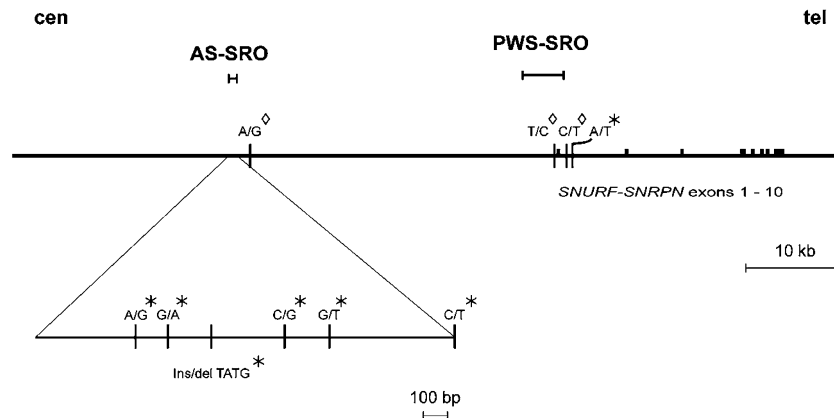 cen tel
AS-SRO PWS-SRO
A/G◊ T/C◊ C/T◊ A/T*
SNURF-SNRPN exons 1 - 10
10 kb
A/G* G/A* C/G* G/T* C/T*
Ins/del TATG*
100 bp